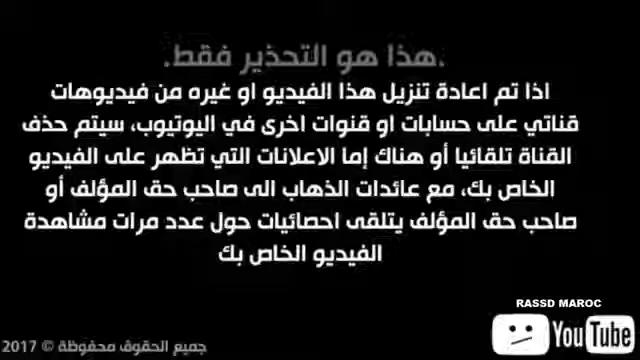 .هذا هو التحذير فقط.
اذا تم اعادة تنزيل هذا الفيديو او غيره من فيديوهات
قناتي على حسابات او قنوات اخرى في اليوتيوب، سيتم حذف
القناة تلقائيا أو هناك إما الاعلانات التي تظهر على الفيديو
الخاص بك، مع عائدات الذهاب الى صاحب حق المؤلف أو
صاحب حق المؤلف يتلقى احصائيات حول عدد مرات مشاهدة
الفيديو الخاص بك
RASSD MAROC
You Tube
جميع الحقوق محفوظة © 2017